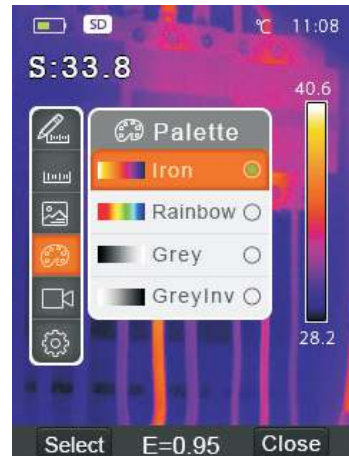 SD ℃ 11:08
S:33.8
40.6
Palette
Iron
Rainbow
Grey
GreyInv
28.2
Select E=0.95 Close